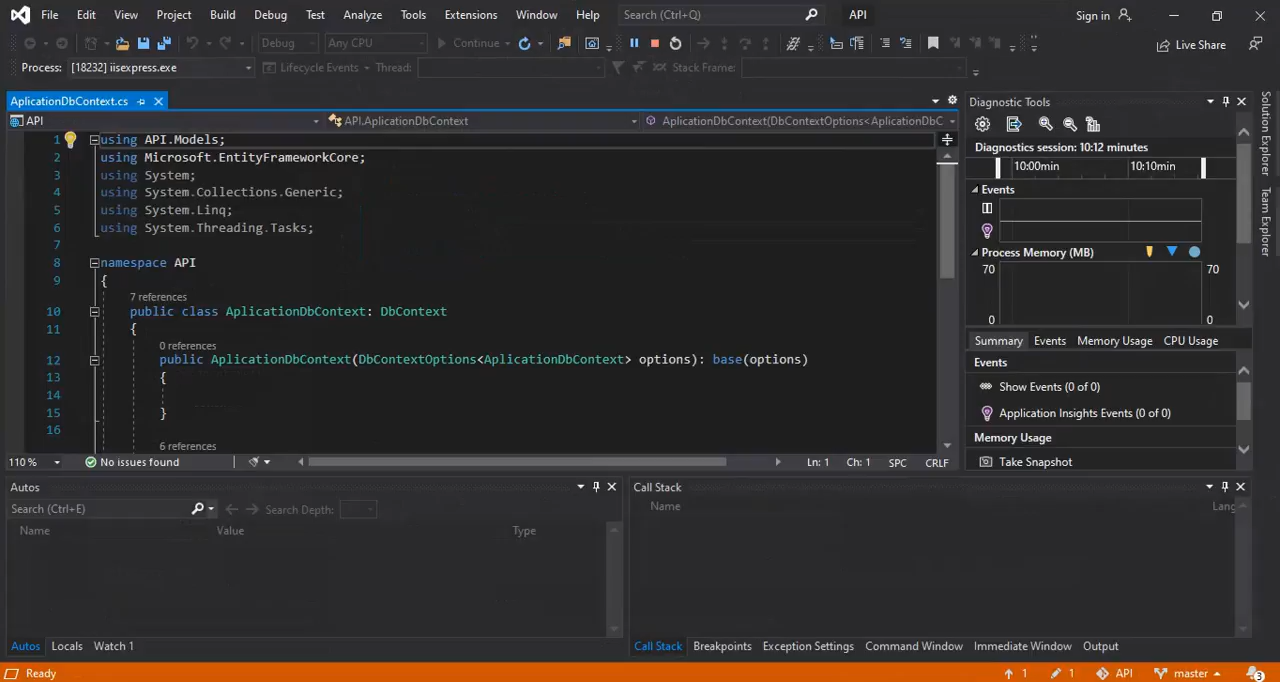 File Edit View Project Build Debug Test Analyze Tools Extensions Window Help Search (Ctrl+Q) API Sign in
Debug Any CPU Continue Live Share
Process: [18232] iisexpress.exe Lifecycle Events Thread: Stack Frame:
AplicationDbContext.cs
API API.AplicationDbContext AplicationDbContext(DbContextOptions<AplicationDbC
1 using API.Models;
2 using Microsoft.EntityFrameworkCore;
3 using System;
4 using System.Collections.Generic;
5 using System.Linq;
6 using System.Threading.Tasks;
7
8 namespace API
9 {
7 references
10 public class AplicationDbContext: DbContext
11 {
0 references
12 public AplicationDbContext(DbContextOptions<AplicationDbContext> options): base(options)
13 {
14
15 }
16
6 references
110 % No issues found Ln: 1 Ch: 1 SPC CRLF
Diagnostic Tools
Diagnostics session: 10:12 minutes
10:00min 10:10min
Events
Process Memory (MB)
70 70
0 0
Summary Events Memory Usage CPU Usage
Events
Show Events (0 of 0)
Application Insights Events (0 of 0)
Memory Usage
Take Snapshot
Solution Explorer
Team Explorer
Autos
Search (Ctrl+E) Search Depth:
Name Value Type
Autos Locals Watch 1
Call Stack
Name Lang
Call Stack Breakpoints Exception Settings Command Window Immediate Window Output
Ready 1 1 API master 3